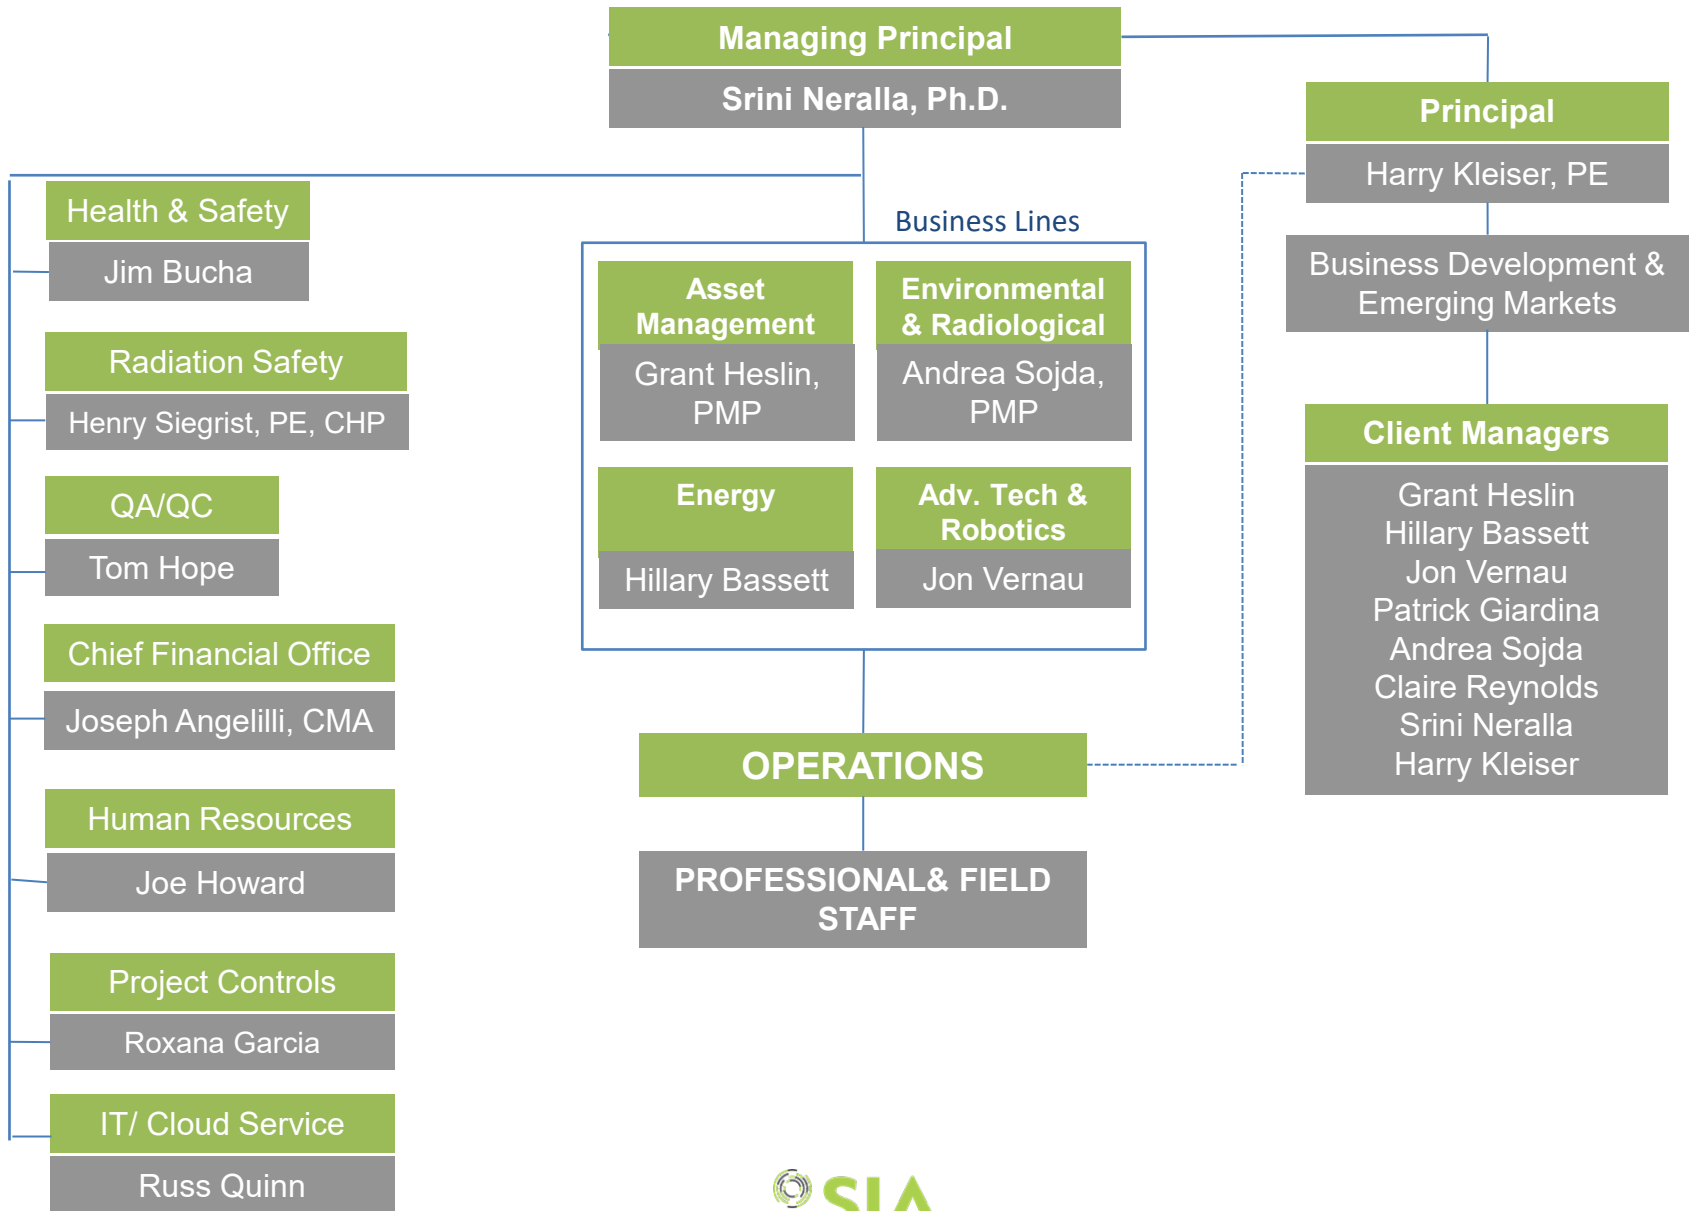 Managing Principal
Srini Neralla, Ph.D.
Principal
Harry Kleiser, PE
Business Development &
Emerging Markets
Client Managers
Grant Heslin
Hillary Bassett
Jon Vernau
Patrick Giardina
Andrea Sojda
Claire Reynolds
Srini Neralla
Harry Kleiser
Health & Safety
Jim Bucha
Radiation Safety
Henry Siegrist, PE, CHP
QA/QC
Tom Hope
Chief Financial Office
Joseph Angelilli, CMA
Human Resources
Joe Howard
Project Controls
Roxana Garcia
IT/ Cloud Service
Russ Quinn
Business Lines
Asset
Management
Grant Heslin,
PMP
Environmental
& Radiological
Andrea Sojda,
PMP
Energy
Hillary Bassett
Adv. Tech &
Robotics
Jon Vernau
OPERATIONS
PROFESSIONAL& FIELD
STAFF
SIA